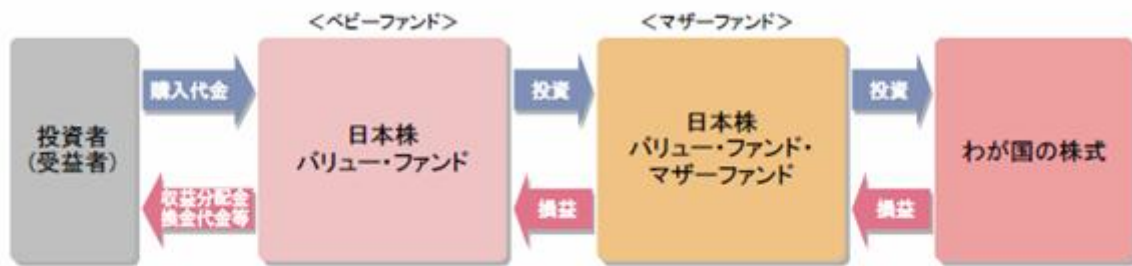 ＜ベビーファンド＞
＜マザーファンド＞
投資者
(受益者)
購入代金
収益分配金
換金代金等
日本株
バリュー・ファンド
投資
損益
日本株
バリュー・ファンド・
マザーファンド
投資
損益
わが国の株式